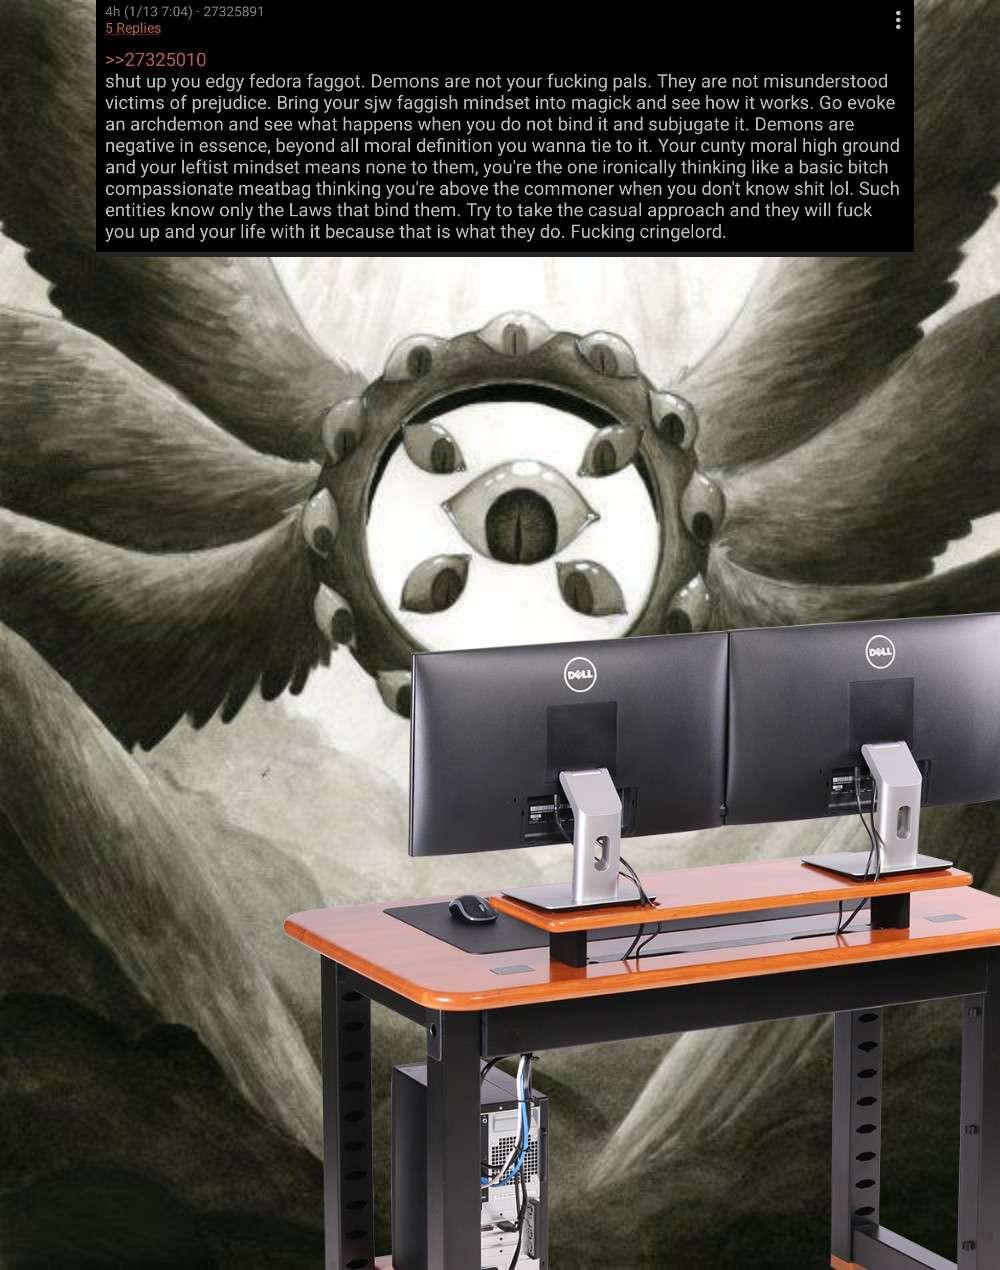 4h (1/13 7:04) · 27325891
5 Replies
>>27325010
shut up you edgy fedora faggot. Demons are not your fucking pals. They are not misunderstood
victims of prejudice. Bring your sjw faggish mindset into magick and see how it works. Go evoke
an archdemon and see what happens when you do not bind it and subjugate it. Demons are
negative in essence, beyond all moral definition you wanna tie to it. Your cunty moral high ground
and your leftist mindset means none to them, you're the one ironically thinking like a basic bitch
compassionate meatbag thinking you're above the commoner when you don't know shit lol. Such
entities know only the Laws that bind them. Try to take the casual approach and they will fuck
you up and your life with it because that is what they do. Fucking cringelord.
DELL
DELL